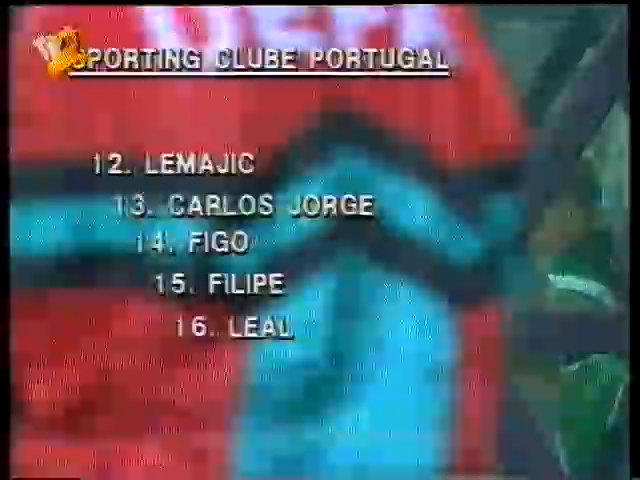 SPORTING CLUBE PORTUGAL
12. LEMAJIC
13. CARLOS JORGE
14. FIGO
15. FILIPE
16. LEAL